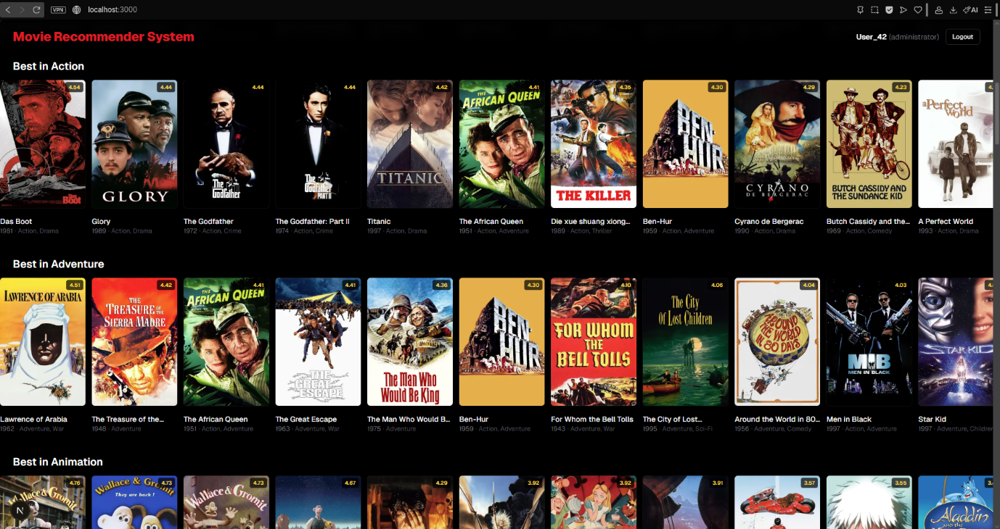 VPN localhost:3000 AI
Movie Recommender System
User_42 (administrator) Logout
Best in Action
4.54 4.44 4.44 4.44 4.42 4.41 4.35 4.30 4.29 4.23 4.
Das Boot
GLORY
The Godfather
The Godfather PART II
TITANIC
THE AFRICAN QUEEN
THE KILLER
BEN-HUR
CYRANO DE BERGERAC
BUTCH CASSIDY AND THE SUNDANCE KID
a Perfect World
Das Boot Glory The Godfather The Godfather: Part II Titanic The African Queen Die xue shuang xiong... Ben-Hur Cyrano de Bergerac Butch Cassidy and the... A Perfect World
1981 · Action, Drama 1989 · Action, Drama 1972 · Action, Crime 1974 · Action, Crime 1997 · Action, Drama 1951 · Action, Adventure 1989 · Action, Thriller 1959 · Action, Adventure 1990 · Action, Drama 1969 · Action, Comedy 1993 · Action, Drama
Best in Adventure
4.51 4.42 4.41 4.41 4.36 4.30 4.10 4.06 4.04 4.03 4.
LAWRENCE OF ARABIA
THE TREASURE OF THE SIERRA MADRE
THE AFRICAN QUEEN
THE GREAT ESCAPE
The Man Who Would Be King
BEN-HUR
FOR WHOM THE BELL TOLLS
The City Of Lost Children
AROUND THE WORLD IN 80 DAYS
MIB MEN IN BLACK
STAR KID
Lawrence of Arabia The Treasure of the... The African Queen The Great Escape The Man Who Would B... Ben-Hur For Whom the Bell Tolls The City of Lost... Around the World in 80... Men in Black Star Kid
1962 · Adventure, War 1948 · Adventure 1951 · Action, Adventure 1963 · Adventure, War 1975 · Adventure 1959 · Action, Adventure 1943 · Adventure, War 1995 · Adventure, Sci-Fi 1956 · Adventure, Comedy 1997 · Action, Adventure 1997 · Adventure, Childre
Best in Animation
4.76 4.73 4.73 4.67 4.29 3.92 3.92 3.91 3.57 3.55 3.
Wallace & Gromit
Wallace & Gromit
They are back!
Wallace & Gromit
Aladdin
and the
N